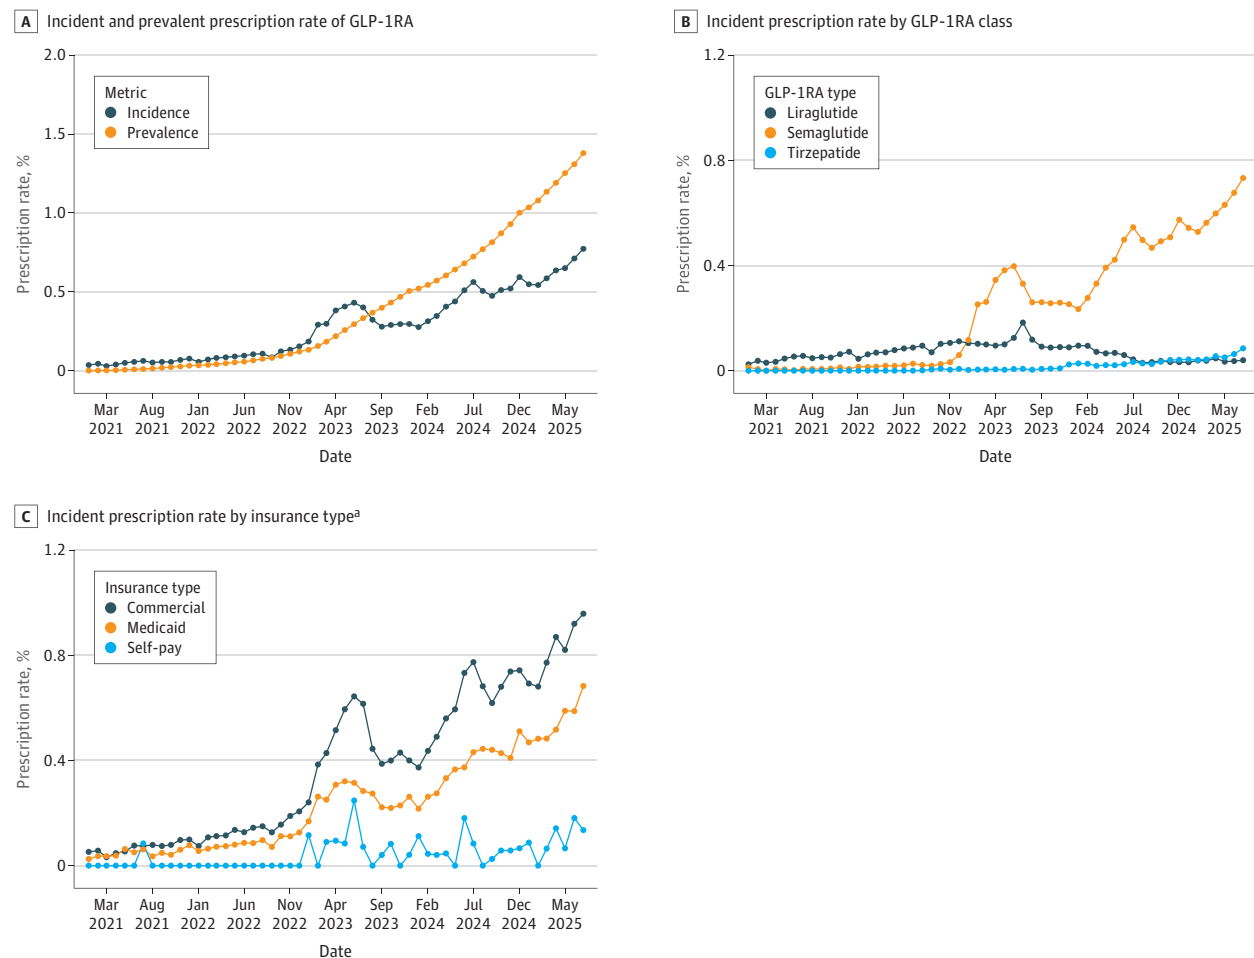 A Incident and prevalent prescription rate of GLP-1RA
2.0
1.5
1.0
0.5
0
Prescription rate, %
Metric
Incidence
Prevalence
Mar Aug Jan Jun Nov Apr Sep Feb Jul Dec May
2021 2021 2022 2022 2022 2023 2023 2024 2024 2024 2025
Date
B Incident prescription rate by GLP-1RA class
1.2
0.8
0.4
0
Prescription rate, %
GLP-1RA type
Liraglutide
Semaglutide
Tirzepatide
Mar Aug Jan Jun Nov Apr Sep Feb Jul Dec May
2021 2021 2022 2022 2022 2023 2023 2024 2024 2024 2025
Date
C Incident prescription rate by insurance typeᵃ
1.2
0.8
0.4
0
Prescription rate, %
Insurance type
Commercial
Medicaid
Self-pay
Mar Aug Jan Jun Nov Apr Sep Feb Jul Dec May
2021 2021 2022 2022 2022 2023 2023 2024 2024 2024 2025
Date